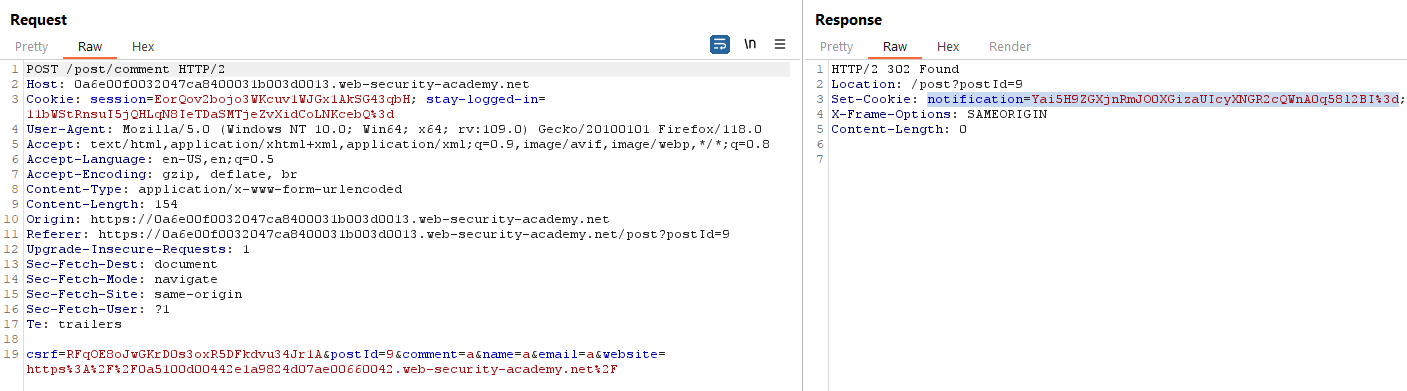 Request
Pretty Raw Hex
\n
1 POST /post/comment HTTP/2
2 Host: 0a6e00f0032047ca8400031b003d0013.web-security-academy.net
3 Cookie: session=EorQov2bojo3WKcuv1WJGx1AkSG43qbH; stay-logged-in=
11bWStRnsuI5jQHLqN8IeTDaSMTjeZvXidCoLNKcebQ%3d
4 User-Agent: Mozilla/5.0 (Windows NT 10.0; Win64; x64; rv:109.0) Gecko/20100101 Firefox/118.0
5 Accept: text/html,application/xhtml+xml,application/xml;q=0.9,image/avif,image/webp,*/*;q=0.8
6 Accept-Language: en-US,en;q=0.5
7 Accept-Encoding: gzip, deflate, br
8 Content-Type: application/x-www-form-urlencoded
9 Content-Length: 154
10 Origin: https://0a6e00f0032047ca8400031b003d0013.web-security-academy.net
11 Referer: https://0a6e00f0032047ca8400031b003d0013.web-security-academy.net/post?postId=9
12 Upgrade-Insecure-Requests: 1
13 Sec-Fetch-Dest: document
14 Sec-Fetch-Mode: navigate
15 Sec-Fetch-Site: same-origin
16 Sec-Fetch-User: ?1
17 Te: trailers
18
19 csrf=RFqOE8oJwGKrD0s3oxR5DFkdvu34Jr1A&postId=9&comment=a&name=a&email=a&website=
https%3A%2F%2F0a5100d00442e1a9824d07ae00660042.web-security-academy.net%2F
Response
Pretty Raw Hex Render
1 HTTP/2 302 Found
2 Location: /post?postId=9
3 Set-Cookie: notification=Yai5H9ZGXjnRmJO0XGizaUIcyXNGR2cQWnA0q58l2BI%3d;
4 X-Frame-Options: SAMEORIGIN
5 Content-Length: 0
6
7